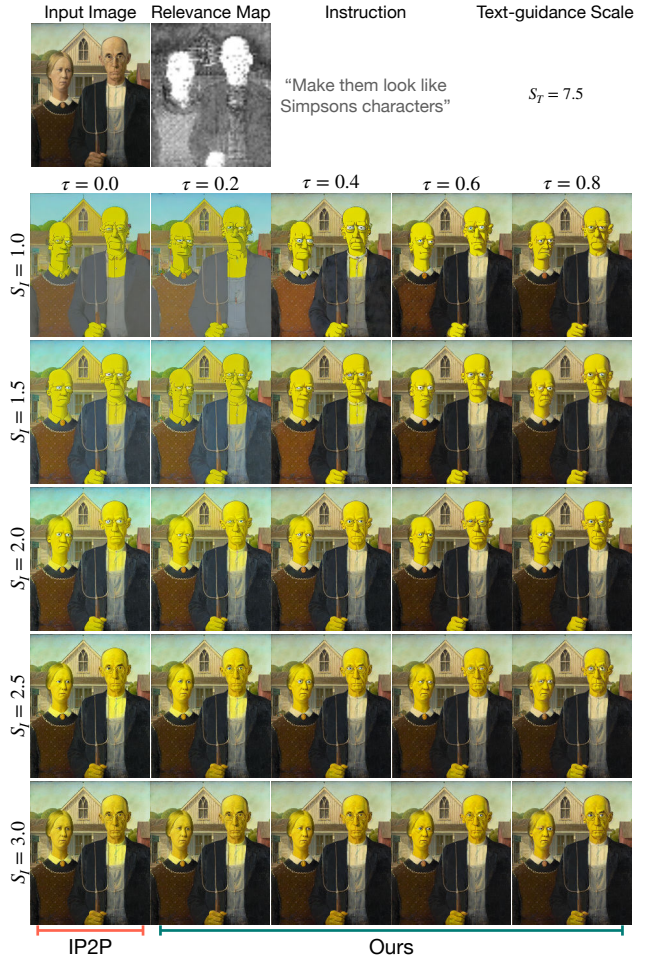 Input Image Relevance Map Instruction Text-guidance Scale
“Make them look like
Simpsons characters”
S_T = 7.5
τ = 0.0 τ = 0.2 τ = 0.4 τ = 0.6 τ = 0.8
S_I = 1.0
S_I = 1.5
S_I = 2.0
S_I = 2.5
S_I = 3.0
IP2P Ours